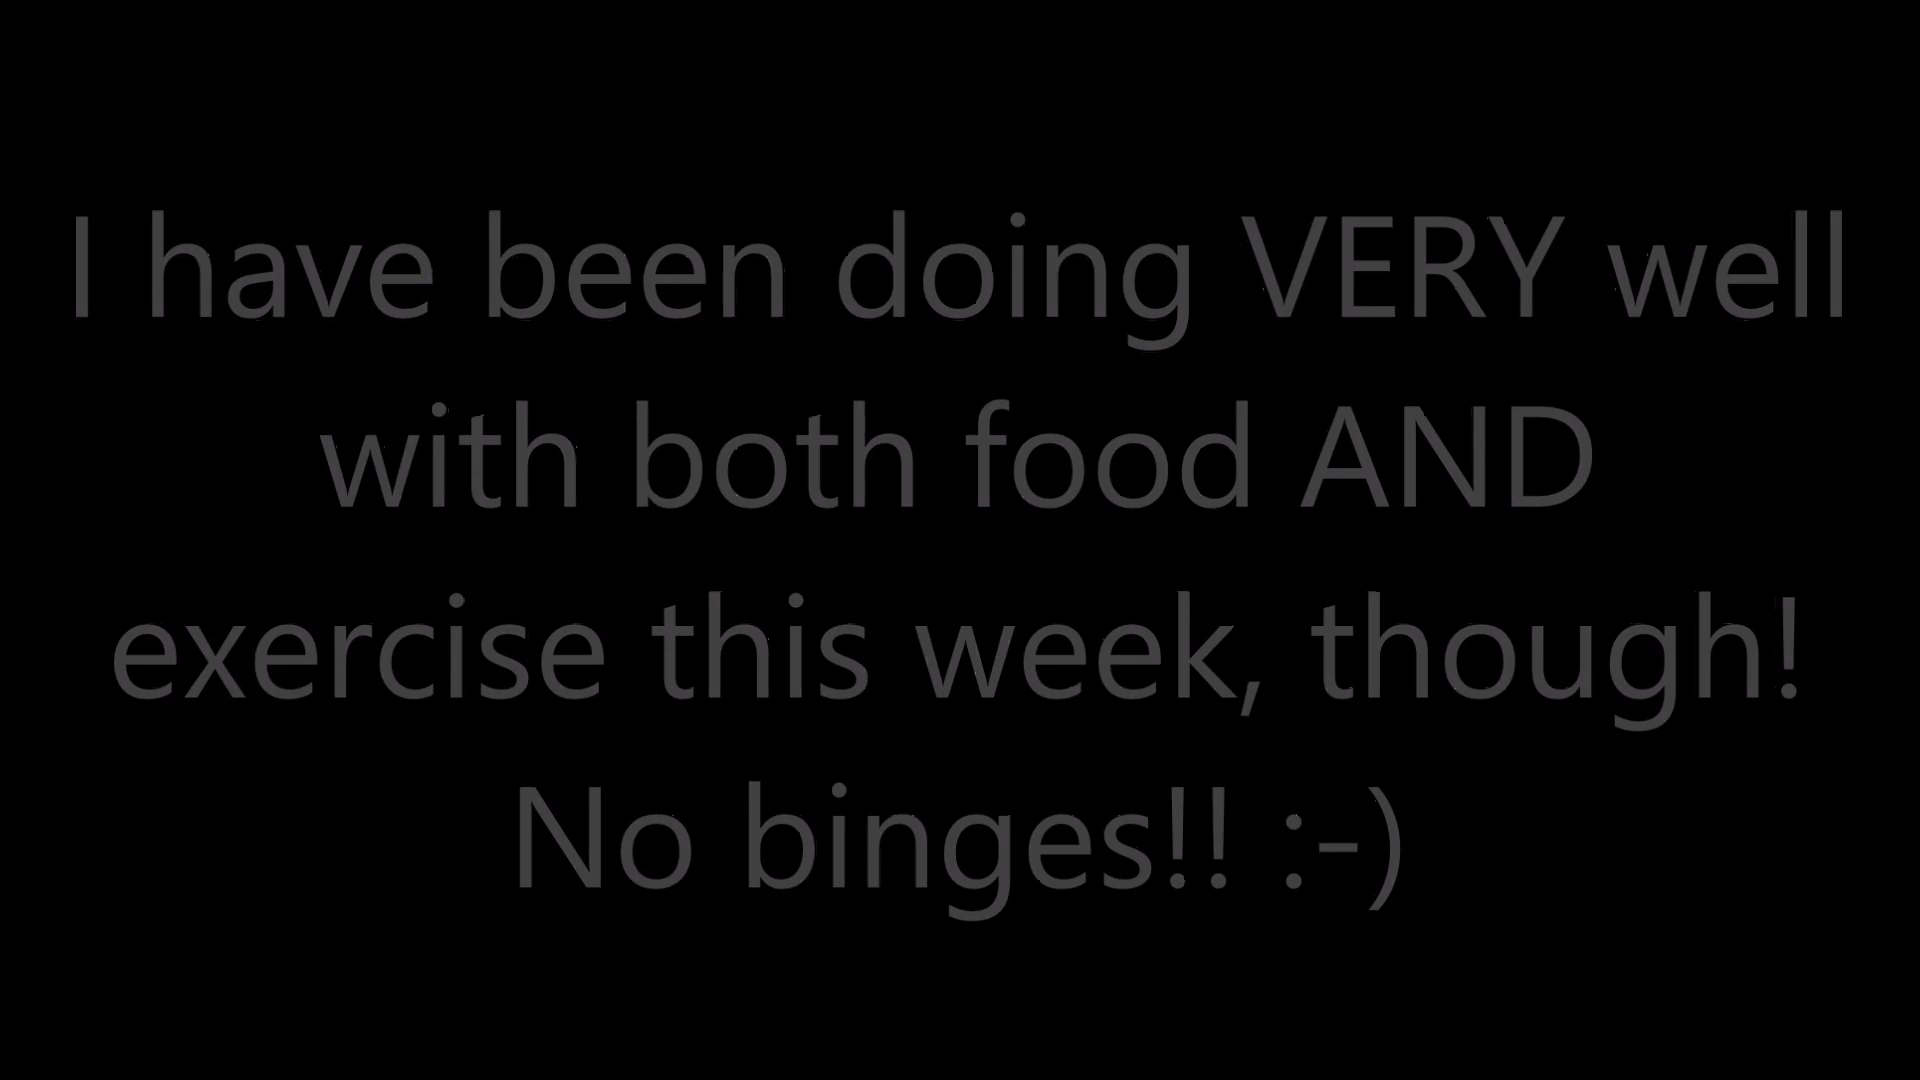 I have been doing VERY well
with both food AND
exercise this week, though!
No binges!! :-)